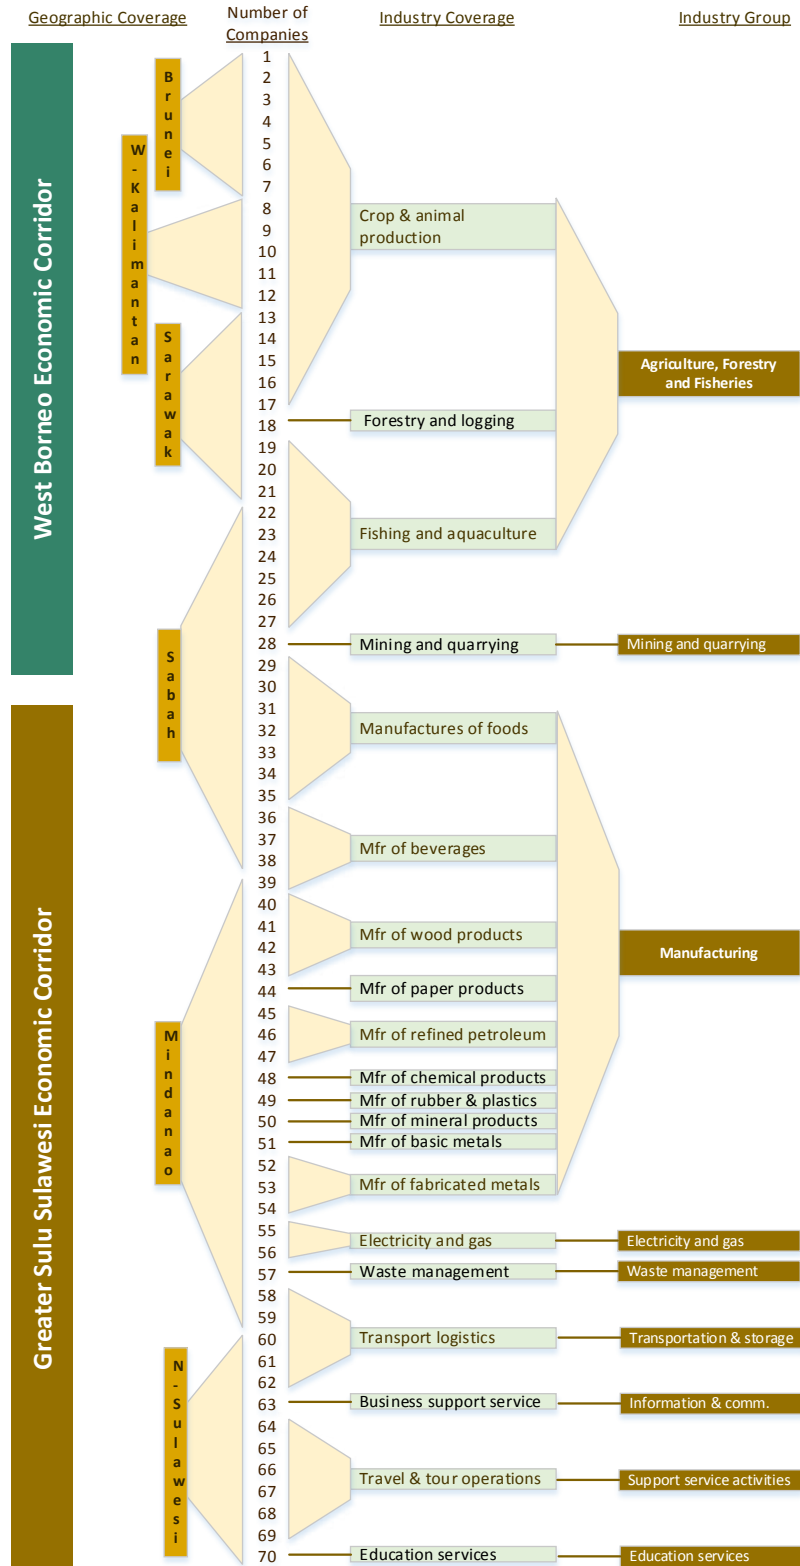 Geographic Coverage
Number of
Companies
Industry Coverage
Industry Group
West Borneo Economic Corridor
Greater Sulu Sulawesi Economic Corridor
Brunei
W-Kalimantan
Sarawak
Sabah
Mindanao
N-Sulawesi
1
2
3
4
5
6
7
8
9
10
11
12
13
14
15
16
17
18
19
20
21
22
23
24
25
26
27
28
29
30
31
32
33
34
35
36
37
38
39
40
41
42
43
44
45
46
47
48
49
50
51
52
53
54
55
56
57
58
59
60
61
62
63
64
65
66
67
68
69
70
Crop & animal
production
Forestry and logging
Fishing and aquaculture
Mining and quarrying
Manufactures of foods
Mfr of beverages
Mfr of wood products
Mfr of paper products
Mfr of refined petroleum
Mfr of chemical products
Mfr of rubber & plastics
Mfr of mineral products
Mfr of basic metals
Mfr of fabricated metals
Electricity and gas
Waste management
Transport logistics
Business support service
Travel & tour operations
Education services
Agriculture, Forestry
and Fisheries
Mining and quarrying
Manufacturing
Electricity and gas
Waste management
Transportation & storage
Information & comm.
Support service activities
Education services